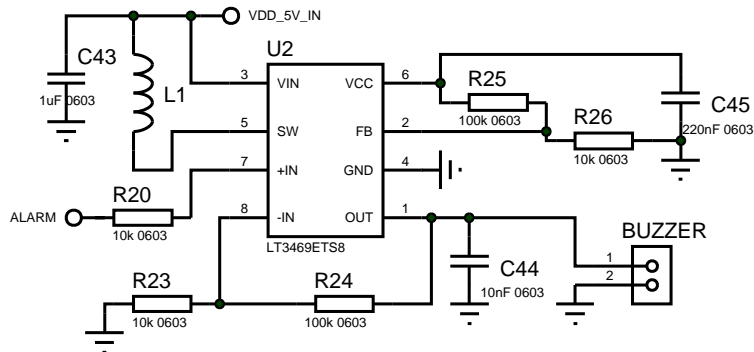 VDD_5V_IN
C43
1uF 0603
L1
U2
3
VIN
VCC
6
5
SW
FB
2
7
+IN
GND
4
8
-IN
OUT
1
LT3469ETS8
R25
100k 0603
R26
10k 0603
C45
220nF 0603
ALARM
R20
10k 0603
R23
10k 0603
R24
100k 0603
C44
10nF 0603
BUZZER
1
2